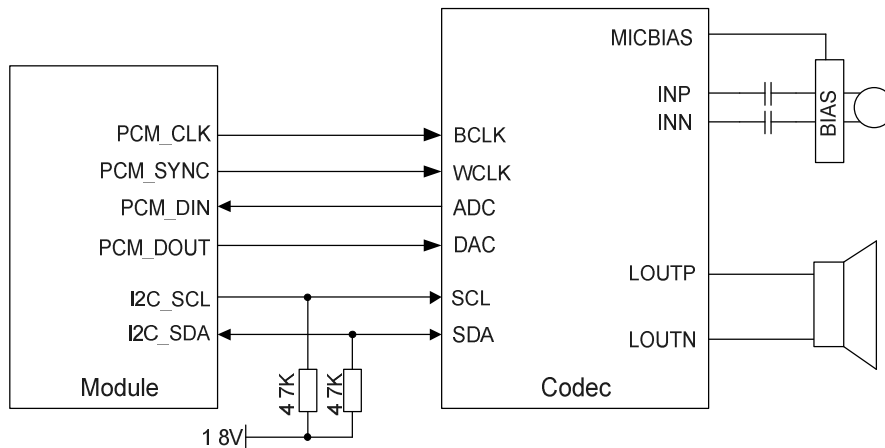 MICBIAS
INP
INN
BIAS
PCM_CLK
BCLK
PCM_SYNC
WCLK
PCM_DIN
ADC
PCM_DOUT
DAC
LOUTP
I2C_SCL
SCL
I2C_SDA
SDA
LOUTN
4 7K
4 7K
Module
Codec
1 8V